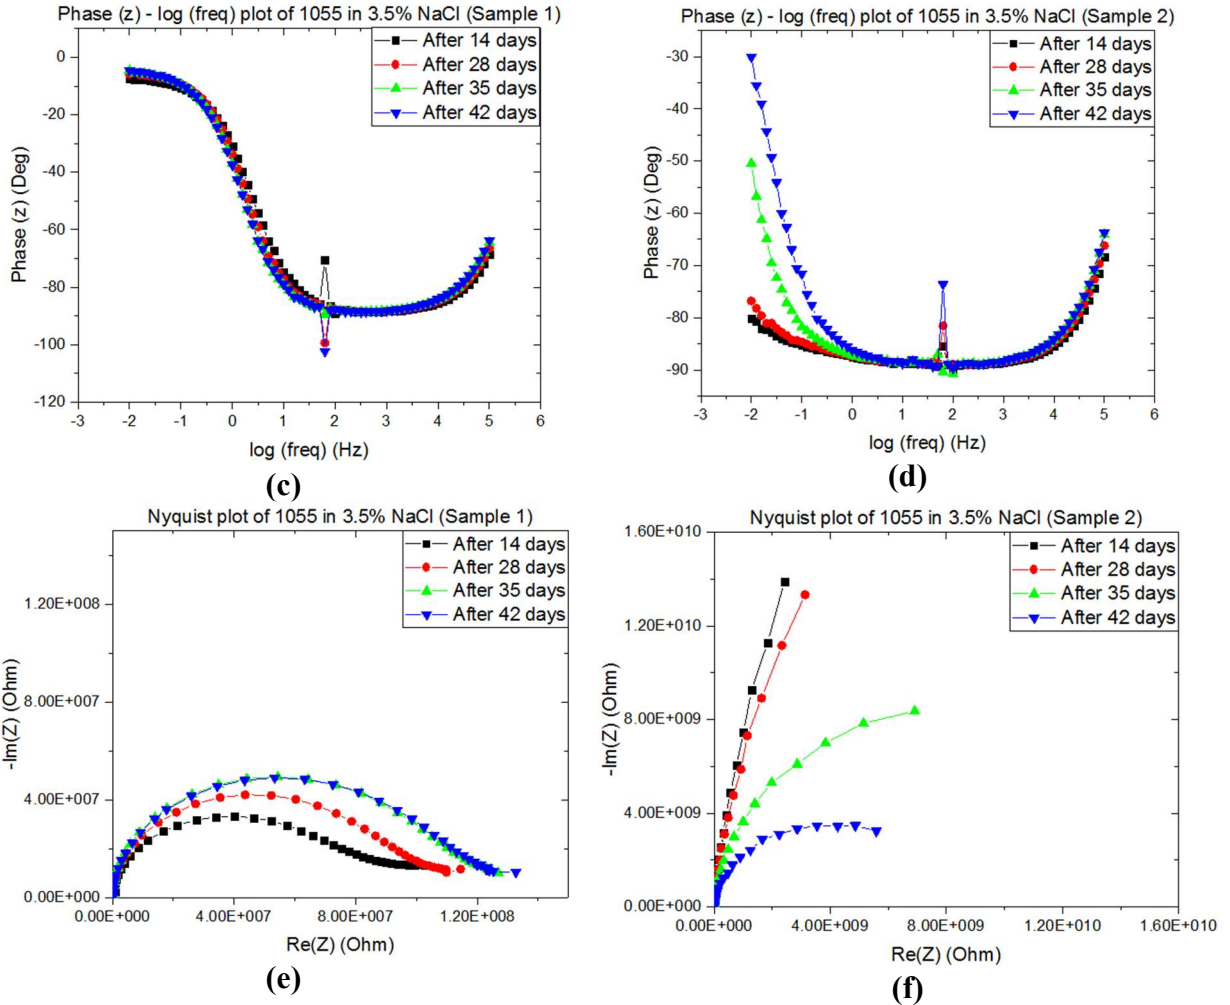 Phase (z) - log (freq) plot of 1055 in 3.5% NaCl (Sample 1)
After 14 days
After 28 days
After 35 days
After 42 days
0
-20
-40
-60
-80
-100
-120
Phase (z) (Deg)
-3 -2 -1 0 1 2 3 4 5 6
log (freq) (Hz)
(c)
Phase (z) - log (freq) plot of 1055 in 3.5% NaCl (Sample 2)
After 14 days
After 28 days
After 35 days
After 42 days
-30
-40
-50
-60
-70
-80
-90
Phase (z) (Deg)
-3 -2 -1 0 1 2 3 4 5 6
log (freq) (Hz)
(d)
Nyquist plot of 1055 in 3.5% NaCl (Sample 1)
After 14 days
After 28 days
After 35 days
After 42 days
1.20E+008
8.00E+007
4.00E+007
0.00E+000
-Im(Z) (Ohm)
0.00E+000 4.00E+007 8.00E+007 1.20E+008
Re(Z) (Ohm)
(e)
Nyquist plot of 1055 in 3.5% NaCl (Sample 2)
After 14 days
After 28 days
After 35 days
After 42 days
1.60E+010
1.20E+010
8.00E+009
4.00E+009
0.00E+000
-Im(Z) (Ohm)
0.00E+000 4.00E+009 8.00E+009 1.20E+010 1.60E+010
Re(Z) (Ohm)
(f)